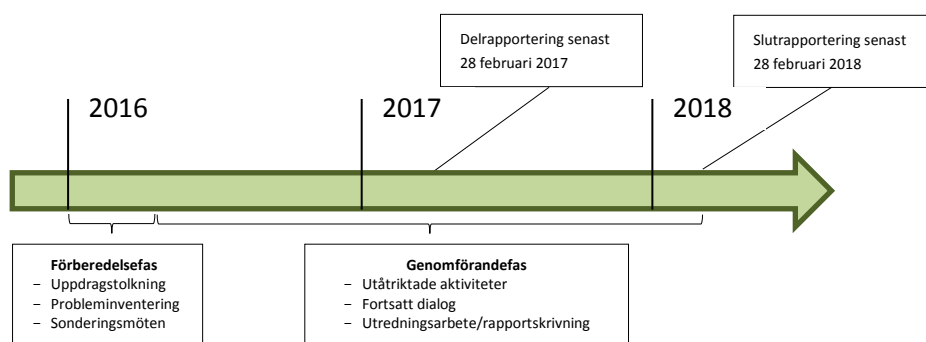 Delrapportering senast
28 februari 2017
Slutrapportering senast
28 februari 2018
2016
2017
2018
Förberedelsefas
– Uppdragstolkning
– Probleminventering
– Sonderingsmöten
Genomförandefas
– Utåtriktade aktiviteter
– Fortsatt dialog
– Utredningsarbete/rapportskrivning